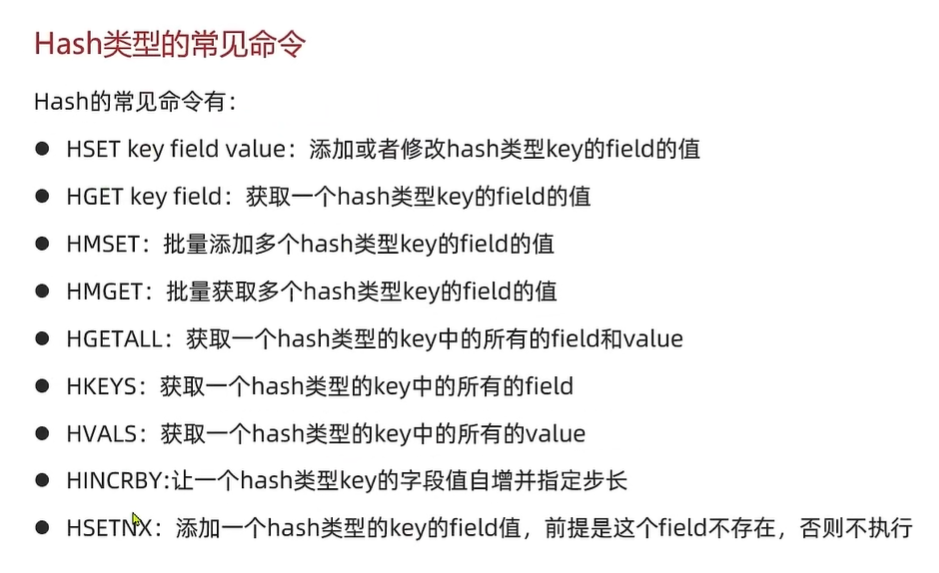 Hash类型的常见命令
Hash的常见命令有：
● HSET key field value：添加或者修改hash类型key的field的值
● HGET key field：获取一个hash类型key的field的值
● HMSET：批量添加多个hash类型key的field的值
● HMGET：批量获取多个hash类型key的field的值
● HGETALL：获取一个hash类型的key中的所有的field和value
● HKEYS：获取一个hash类型的key中的所有的field
● HVALS：获取一个hash类型的key中的所有的value
● HINCRBY:让一个hash类型key的字段值自增并指定步长
● HSETNX：添加一个hash类型的key的field值，前提是这个field不存在，否则不执行